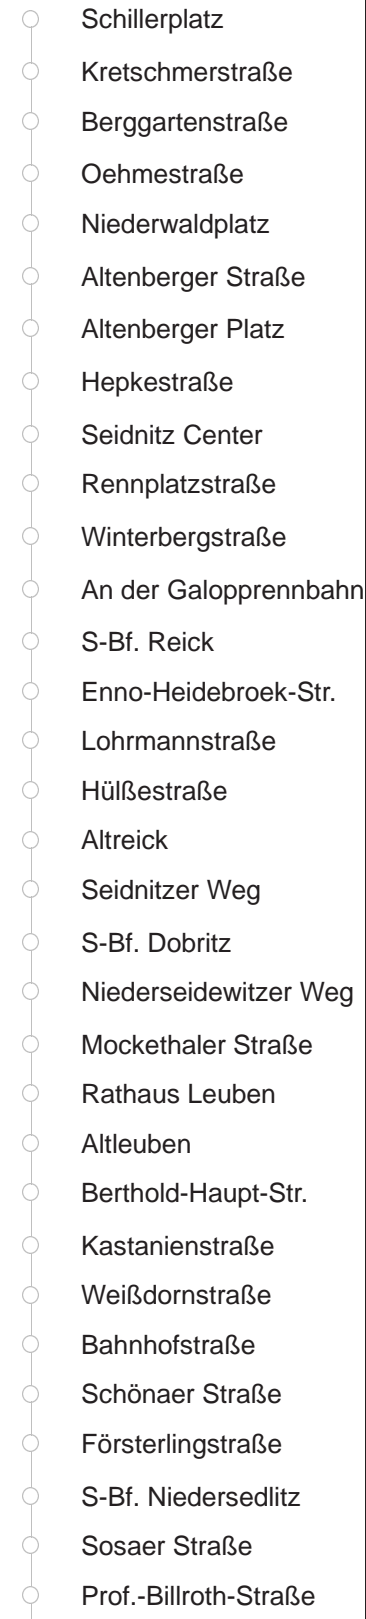 Schillerplatz
Kretschmerstraße
Berggartenstraße
Oehmestraße
Niederwaldplatz
Altenberger Straße
Altenberger Platz
Hepkestraße
Seidnitz Center
Rennplatzstraße
Winterbergstraße
An der Galopprennbahn
S-Bf. Reick
Enno-Heidebroek-Str.
Lohrmannstraße
Hülßestraße
Altreick
Seidnitzer Weg
S-Bf. Dobritz
Niederseidewitzer Weg
Mockethaler Straße
Rathaus Leuben
Altleuben
Berthold-Haupt-Str.
Kastanienstraße
Weißdornstraße
Bahnhofstraße
Schönaer Straße
Försterlingstraße
S-Bf. Niedersedlitz
Sosaer Straße
Prof.-Billroth-Straße